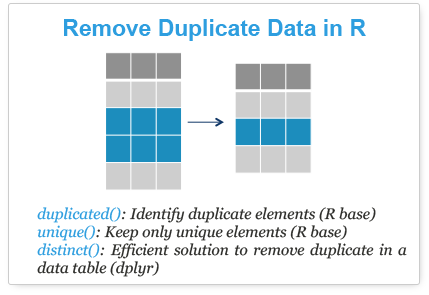 Remove Duplicate Data in R
duplicated(): Identify duplicate elements (R base)
unique(): Keep only unique elements (R base)
distinct(): Efficient solution to remove duplicate in a
data table (dplyr)